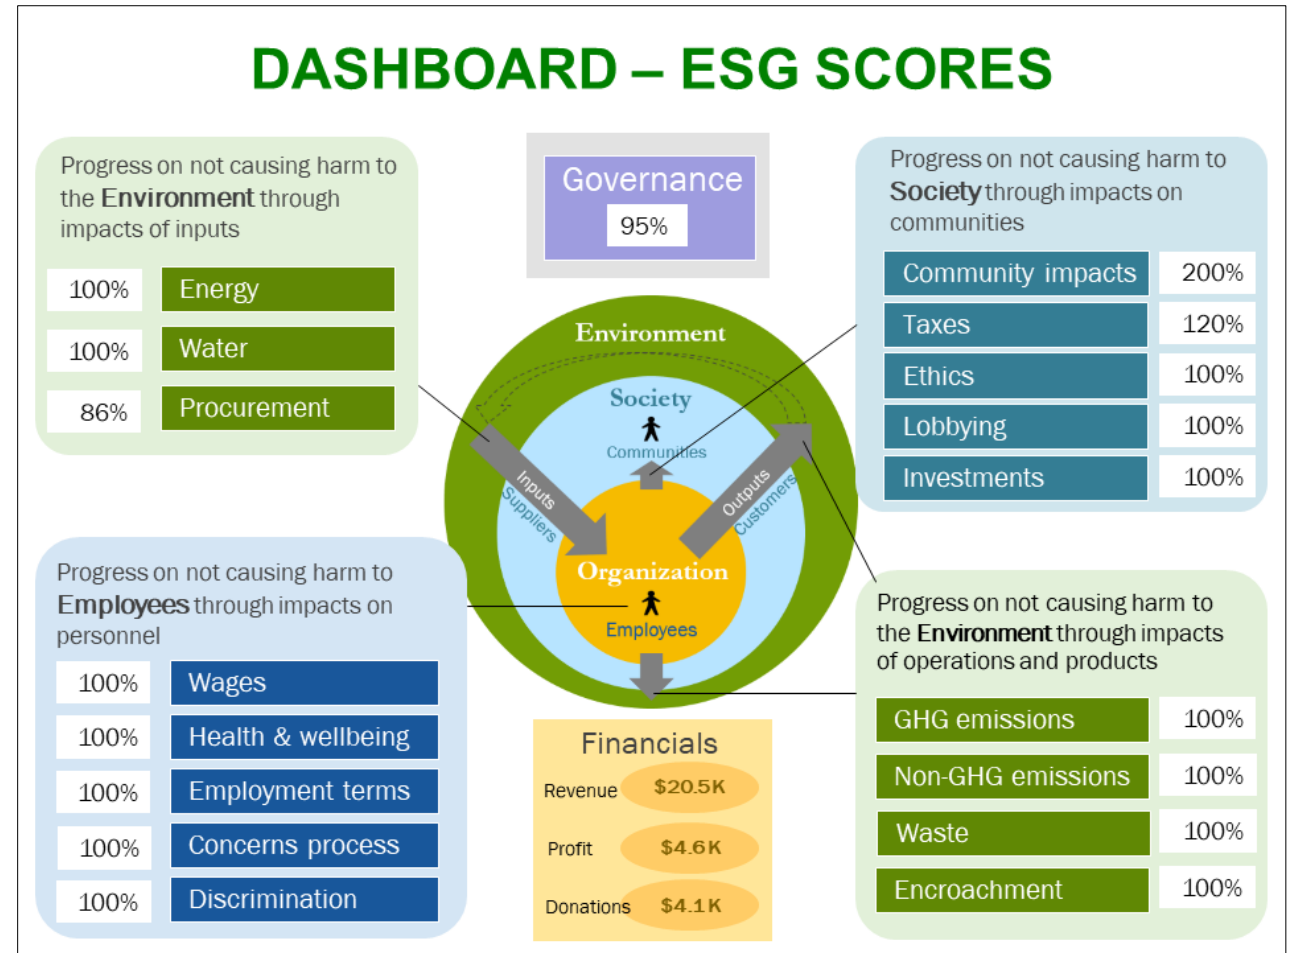 DASHBOARD – ESG SCORES
Progress on not causing harm to
the Environment through
impacts of inputs
100% Energy
100% Water
86% Procurement
Governance
95%
Progress on not causing harm to
Society through impacts on
communities
Community impacts 200%
Taxes 120%
Ethics 100%
Lobbying 100%
Investments 100%
Environment
Society
Communities
Inputs
Suppliers
Outputs
Customers
Organization
Employees
Progress on not causing harm to
Employees through impacts on
personnel
100% Wages
100% Health & wellbeing
100% Employment terms
100% Concerns process
100% Discrimination
Financials
Revenue $20.5K
Profit $4.6K
Donations $4.1K
Progress on not causing harm to
the Environment through impacts
of operations and products
GHG emissions 100%
Non-GHG emissions 100%
Waste 100%
Encroachment 100%